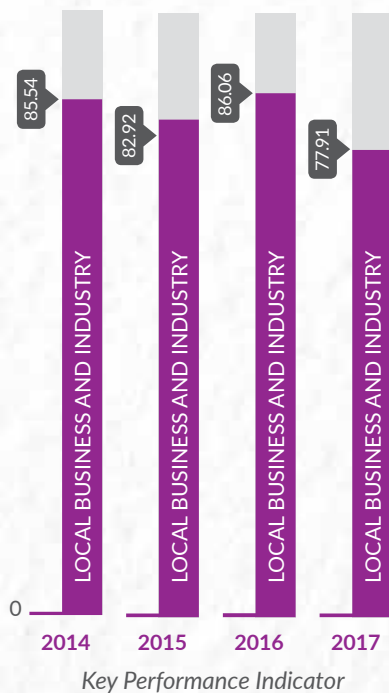 85.54
LOCAL BUSINESS AND INDUSTRY
82.92
LOCAL BUSINESS AND INDUSTRY
86.06
LOCAL BUSINESS AND INDUSTRY
77.91
LOCAL BUSINESS AND INDUSTRY
0
2014 2015 2016 2017
Key Performance Indicator